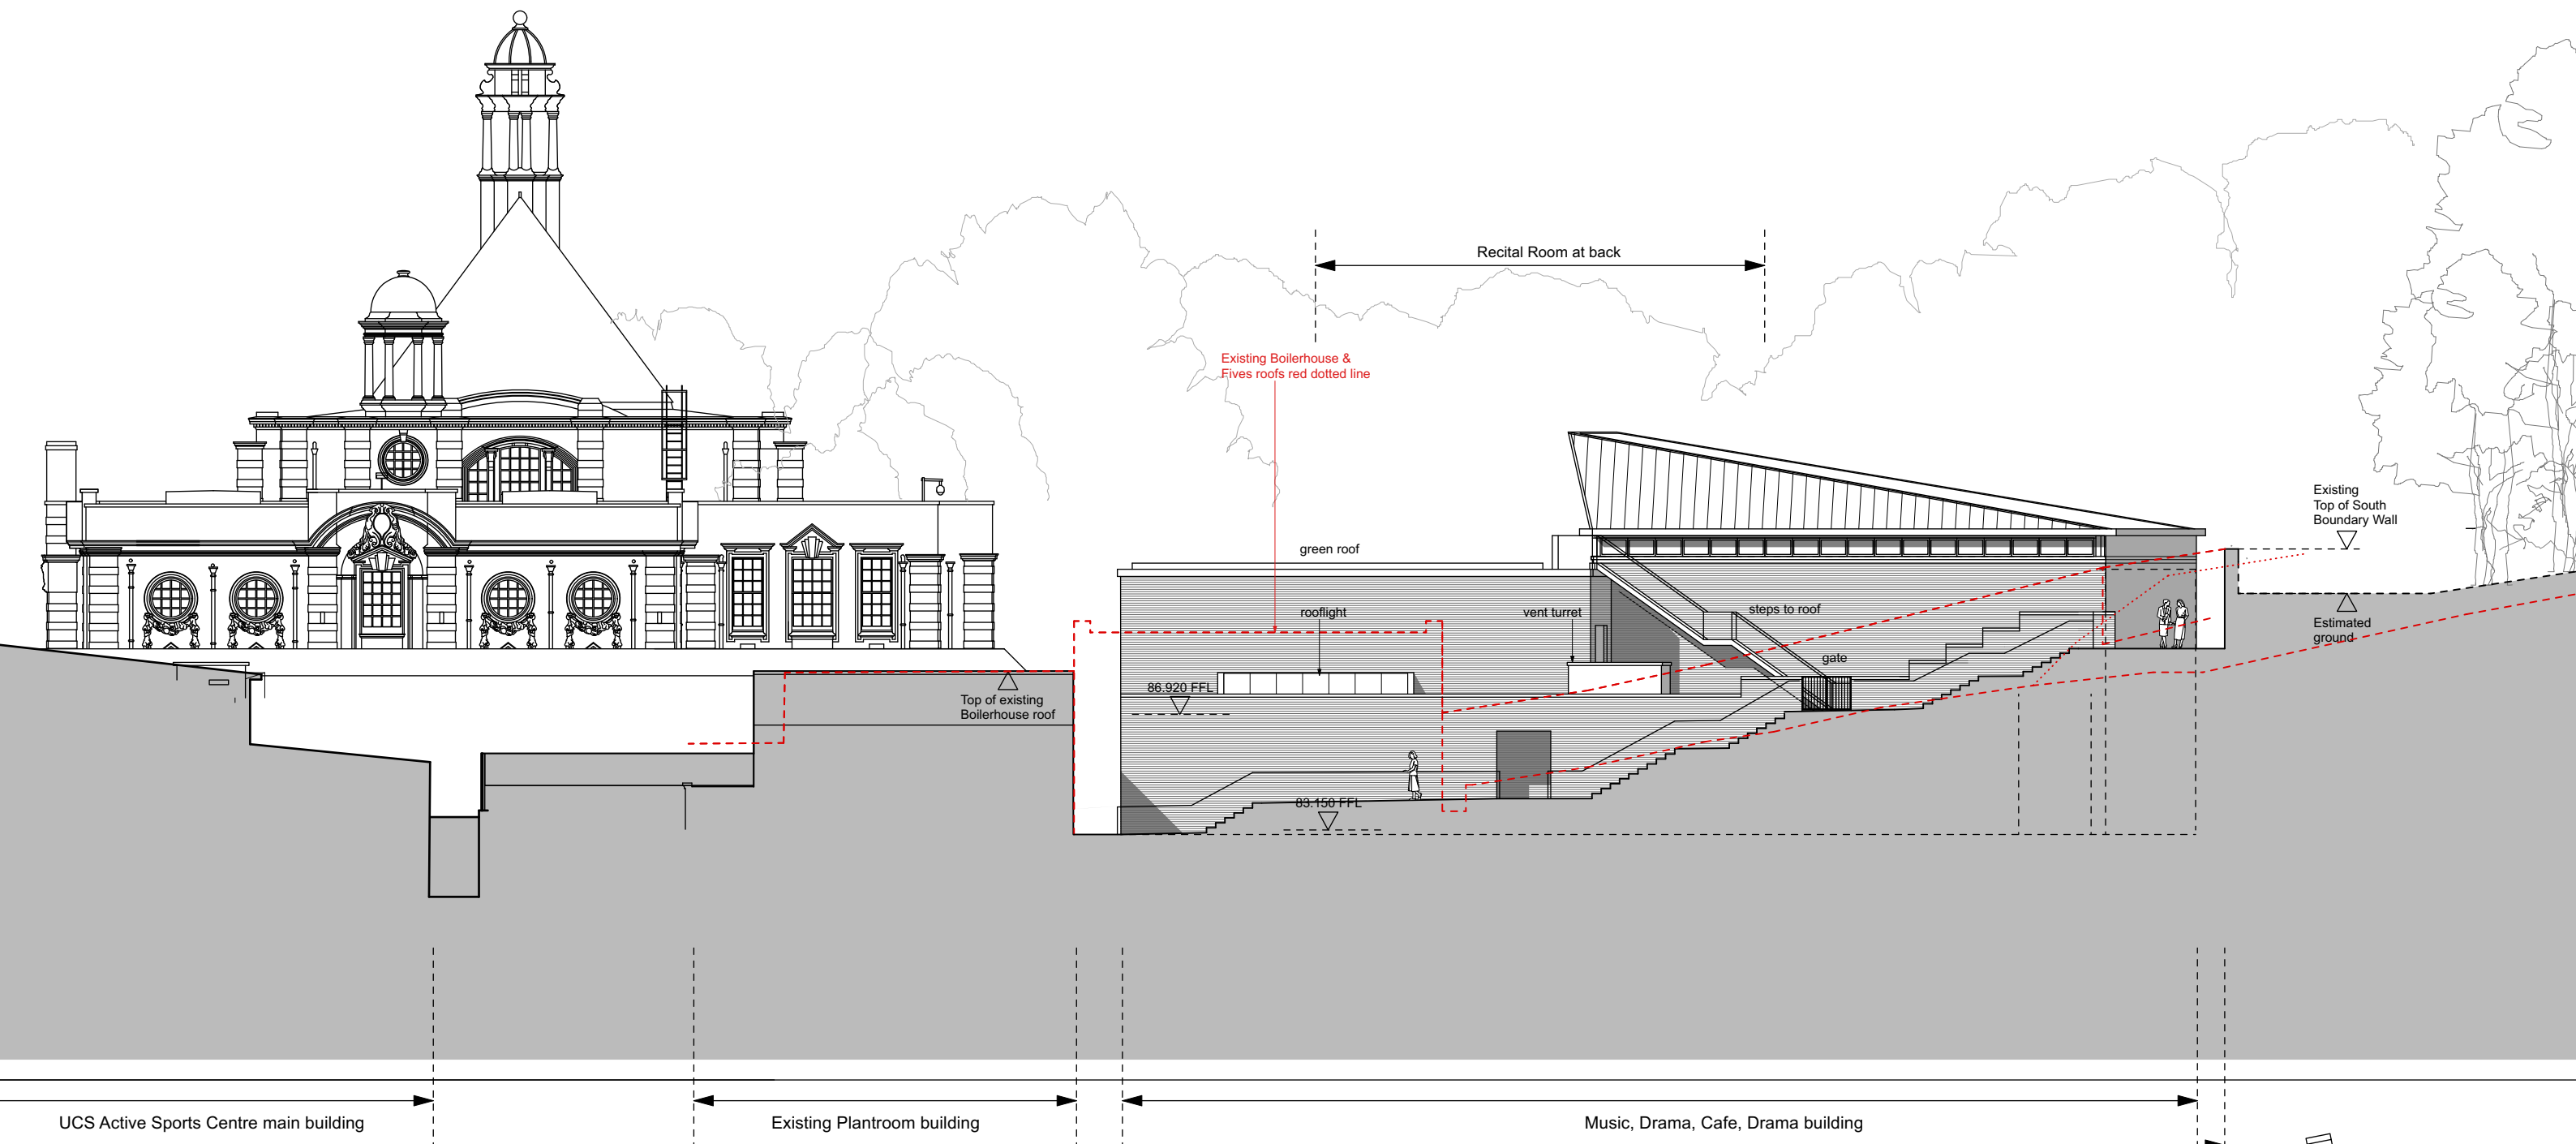 Recital Room at back
Existing Boilerhouse &
Fives roofs red dotted line
Existing
Top of South
Boundary Wall
green roof
rooflight
vent turret
steps to roof
Estimated
ground
gate
86.920 FFL
Top of existing
Boilerhouse roof
83.150 FFL
UCS Active Sports Centre main building
Existing Plantroom building
Music, Drama, Cafe, Drama building